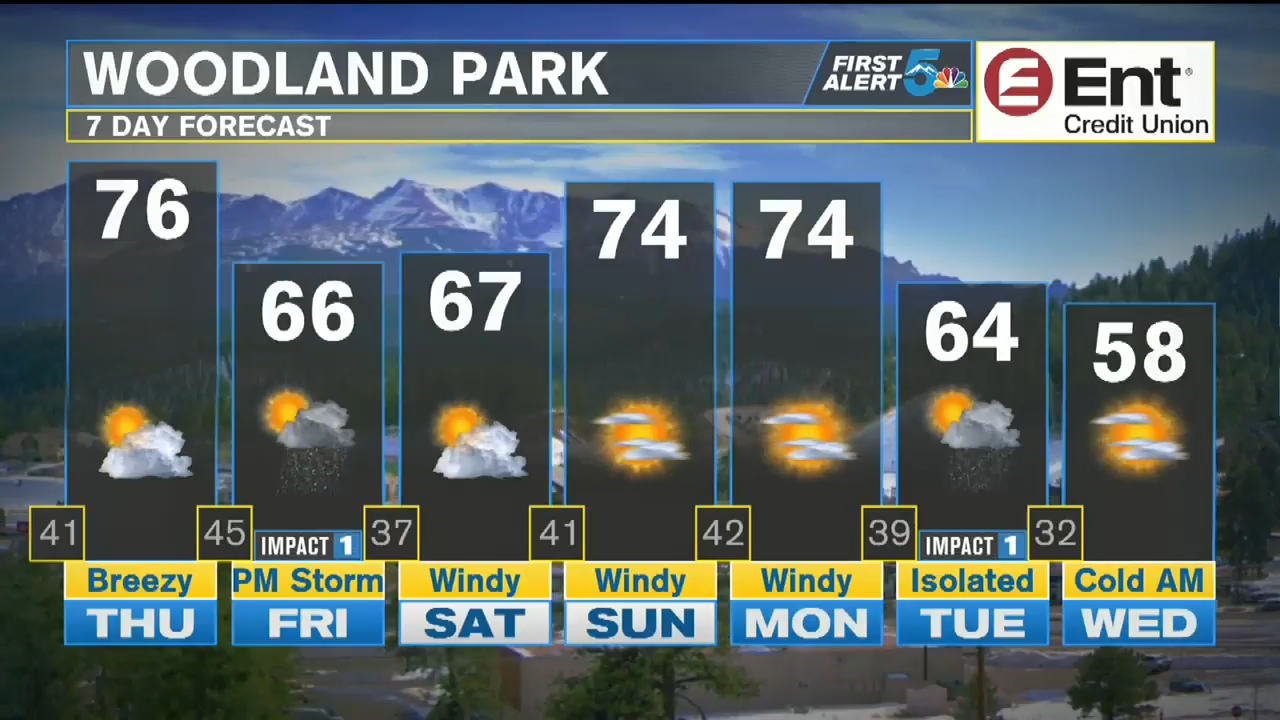 WOODLAND PARK
FIRST
ALERT 5
Ent
Credit Union
7 DAY FORECAST
76
66
67
74
74
64
58
41
45
37
41
42
39
32
IMPACT 1
IMPACT 1
Breezy
PM Storm
Windy
Windy
Windy
Isolated
Cold AM
THU
FRI
SAT
SUN
MON
TUE
WED